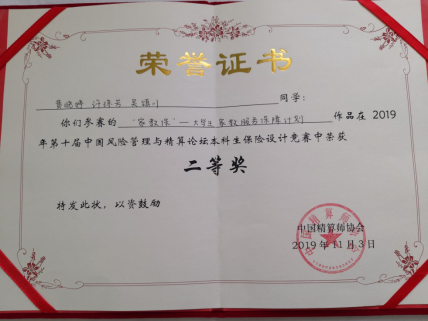 荣誉证书
同学：
你们参赛的“家教保”—大学生家教服务保障计划 作品在 2019
年第十届中国风险管理与精算论坛本科生保险设计竞赛中荣获
二等奖
特发此状，以资鼓励
中国精算师协会
2019年11月3日